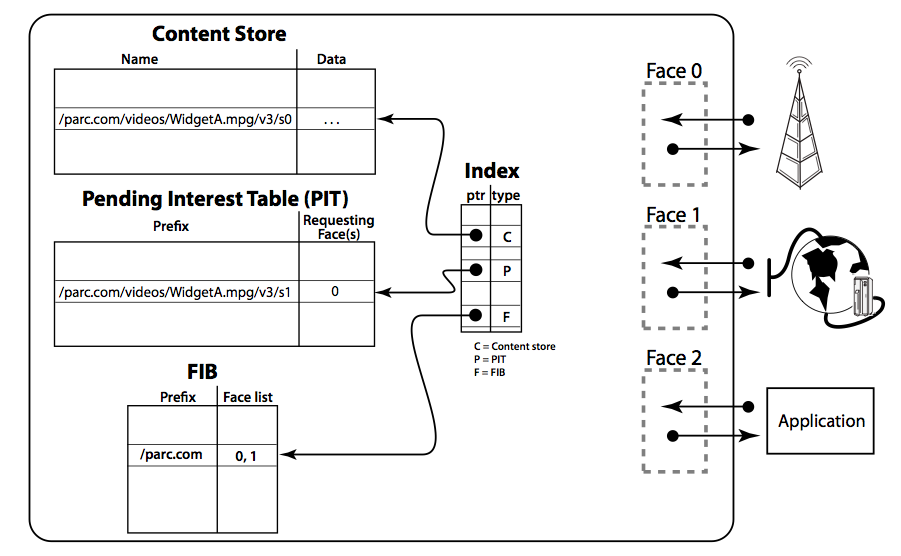 Content Store
Name Data
/parc.com/videos/WidgetA.mpg/v3/s0 ...
Pending Interest Table (PIT)
Prefix Requesting
Face(s)
/parc.com/videos/WidgetA.mpg/v3/s1 0
FIB
Prefix Face list
/parc.com 0, 1
Index
ptr type
C
P
F
C = Content store
P = PIT
F = FIB
Face 0
Face 1
Face 2
Application